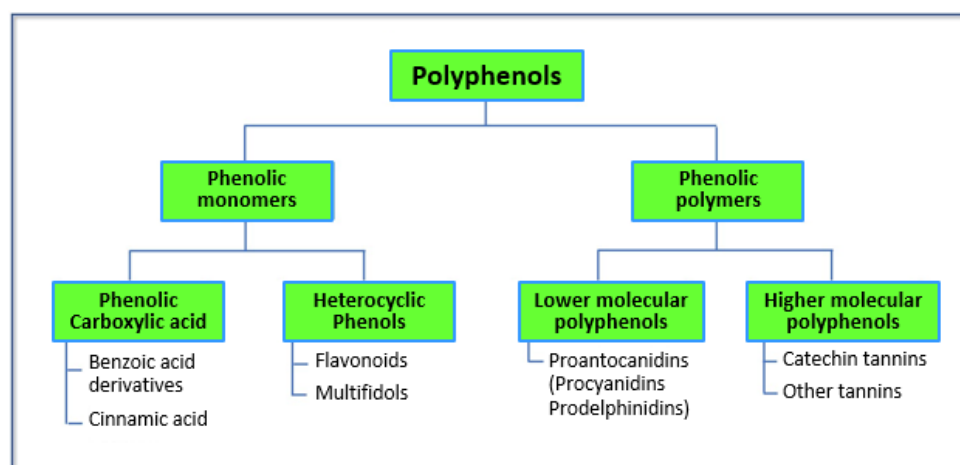 Polyphenols
Phenolic
monomers
Phenolic
polymers
Phenolic
Carboxylic acid
Heterocyclic
Phenols
Lower molecular
polyphenols
Higher molecular
polyphenols
Benzoic acid
derivatives
Cinnamic acid
Flavonoids
Multifidols
Proantocanidins
(Procyanidins
Prodelphinidins)
Catechin tannins
Other tannins